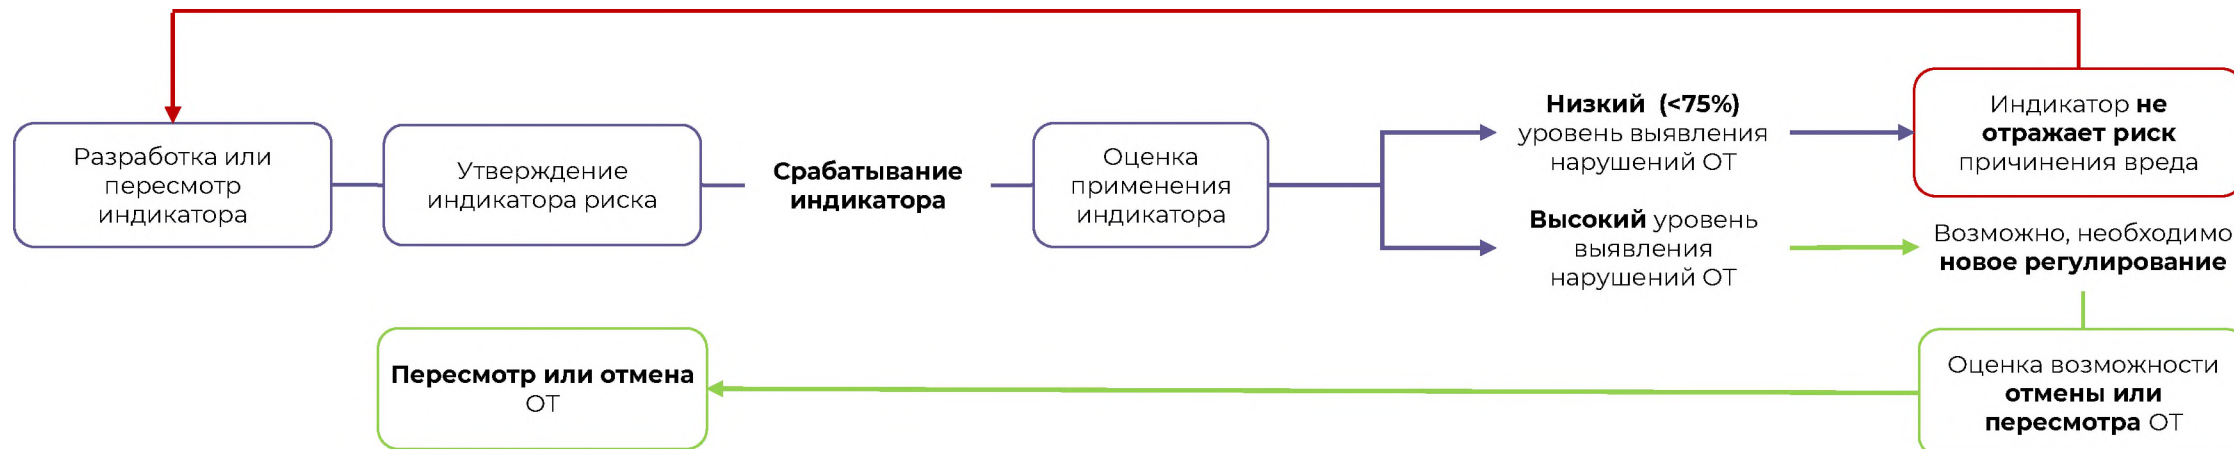 Разработка или
пересмотр
индикатора
Утверждение
индикатора риска
Срабатывание
индикатора
Оценка
применения
индикатора
Низкий (<75%)
уровень выявления
нарушений ОТ
Индикатор не
отражает риск
причинения вреда
Высокий уровень
выявления
нарушений ОТ
Возможно, необходимо
новое регулирование
Оценка возможности
отмены или
пересмотра ОТ
Пересмотр или отмена
ОТ